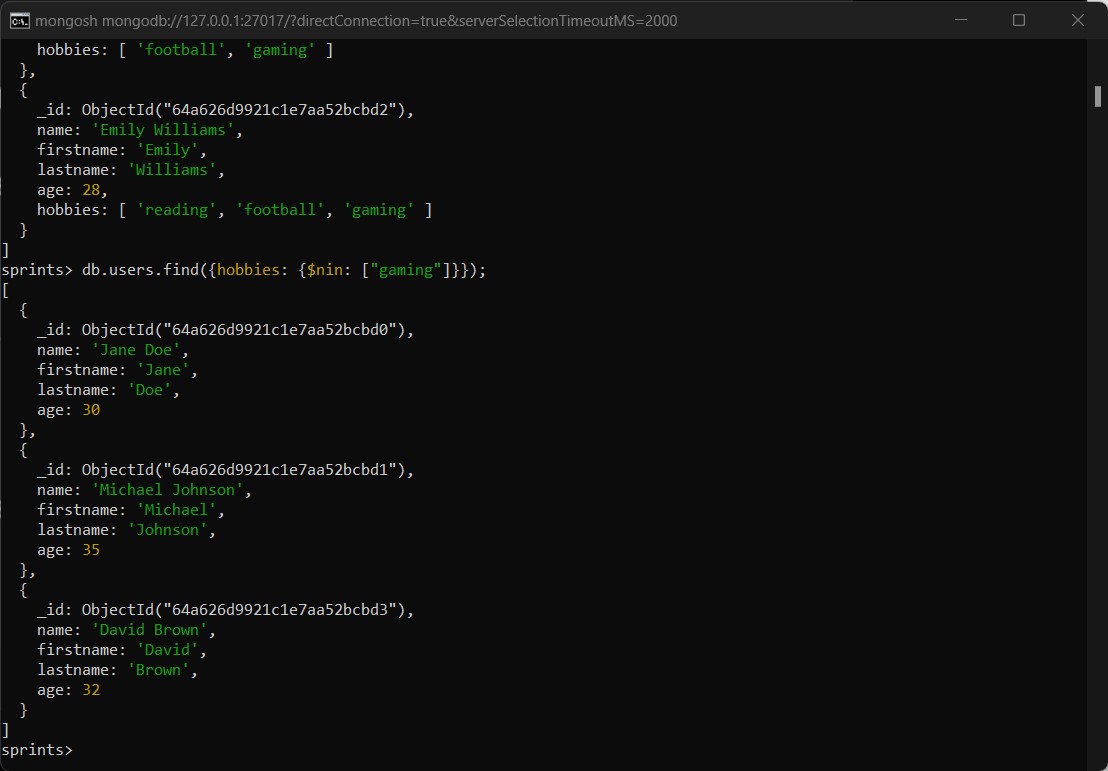 mongosh mongodb://127.0.0.1:27017/?directConnection=true&serverSelectionTimeoutMS=2000
    hobbies: [ 'football', 'gaming' ]
  },
  {
    _id: ObjectId("64a626d9921c1e7aa52bcbd2"),
    name: 'Emily Williams',
    firstname: 'Emily',
    lastname: 'Williams',
    age: 28,
    hobbies: [ 'reading', 'football', 'gaming' ]
  }
]
sprints> db.users.find({hobbies: {$nin: ["gaming"]}});
[
  {
    _id: ObjectId("64a626d9921c1e7aa52bcbd0"),
    name: 'Jane Doe',
    firstname: 'Jane',
    lastname: 'Doe',
    age: 30
  },
  {
    _id: ObjectId("64a626d9921c1e7aa52bcbd1"),
    name: 'Michael Johnson',
    firstname: 'Michael',
    lastname: 'Johnson',
    age: 35
  },
  {
    _id: ObjectId("64a626d9921c1e7aa52bcbd3"),
    name: 'David Brown',
    firstname: 'David',
    lastname: 'Brown',
    age: 32
  }
]
sprints>